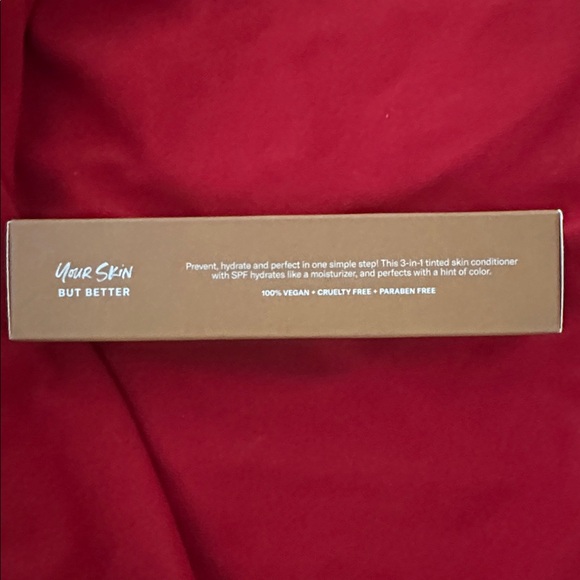 Your Skin
BUT BETTER
Prevent, hydrate and perfect in one simple step! This 3-in-1 tinted skin conditioner
with SPF hydrates like a moisturizer, and perfects with a hint of color.
100% VEGAN + CRUELTY FREE + PARABEN FREE